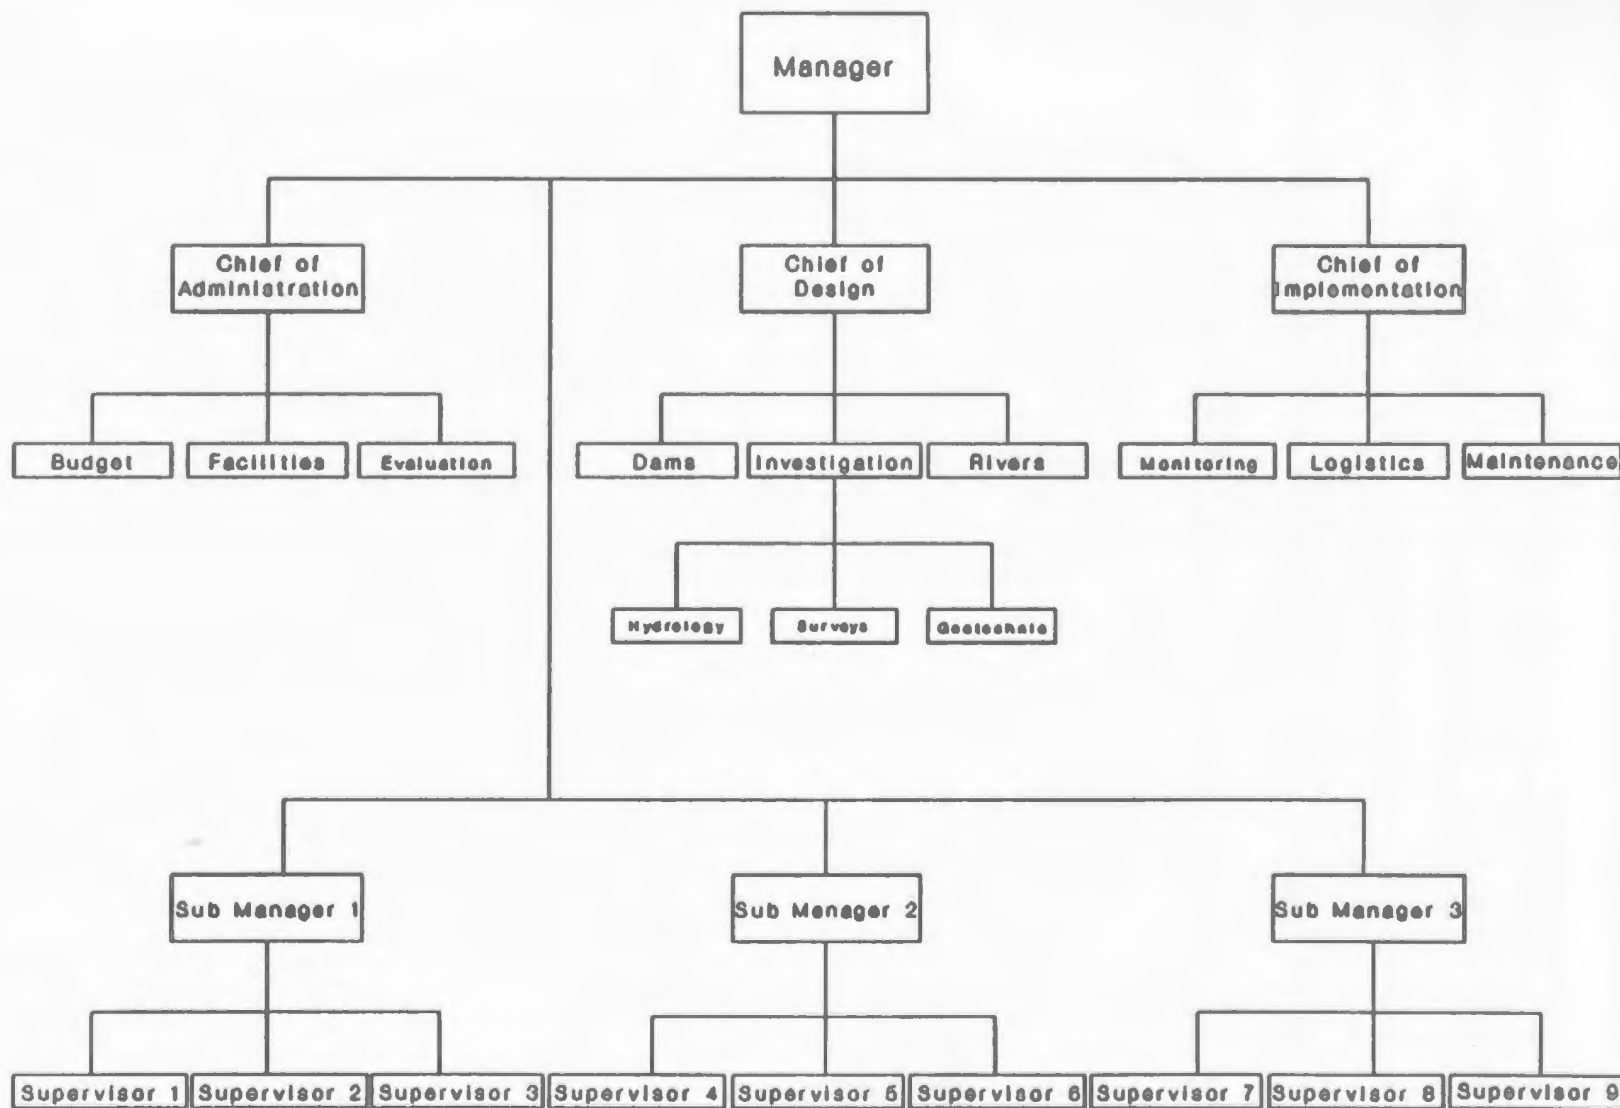 Manager
Chief of
Administration
Chief of
Design
Chief of
Implementation
Budget
Facilities
Evaluation
Dams
Investigation
Rivers
Monitoring
Logistics
Maintenance
Hydrology
Surveys
Geotechnic
Sub Manager 1
Sub Manager 2
Sub Manager 3
Supervisor 1
Supervisor 2
Supervisor 3
Supervisor 4
Supervisor 5
Supervisor 6
Supervisor 7
Supervisor 8
Supervisor 9